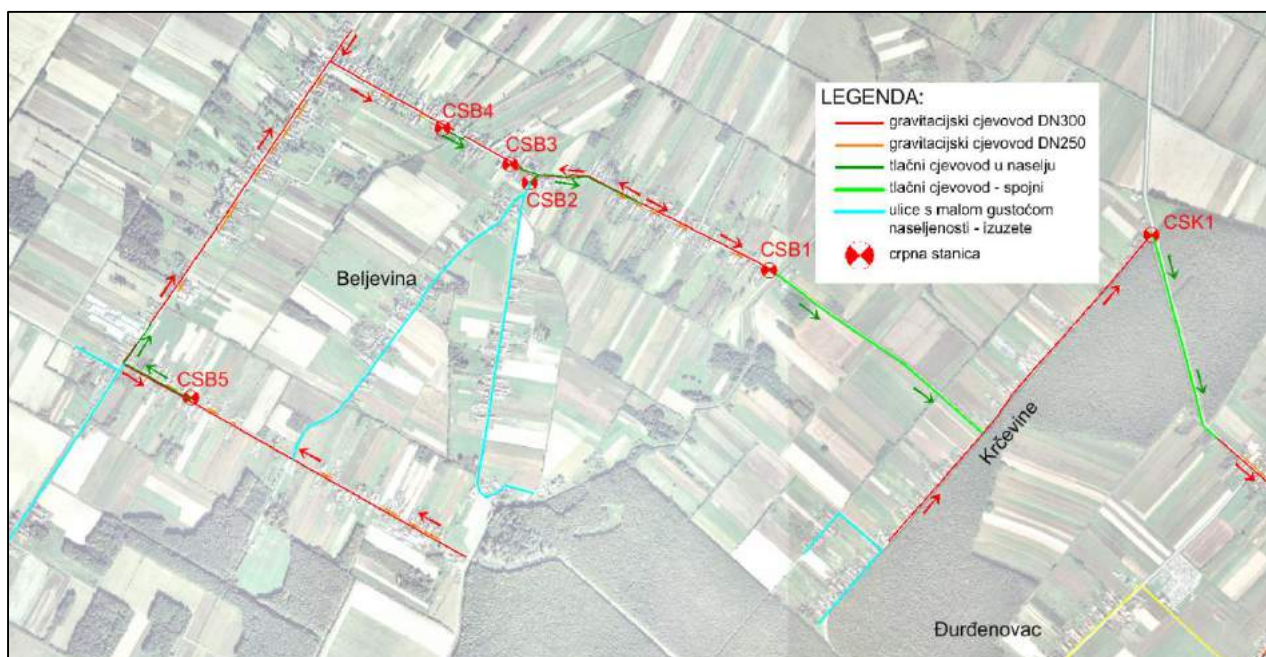 CSB4
CSB3
CSB2
CSB1
CSB5
CSK1
Beljevina
Krčevine
Đurđenovac
LEGENDA:
gravitacijski cjevovod DN300
gravitacijski cjevovod DN250
tlačni cjevovod u naselju
tlačni cjevovod - spojni
ulice s malom gustoćom
naseljenosti - izuzete
crpna stanica